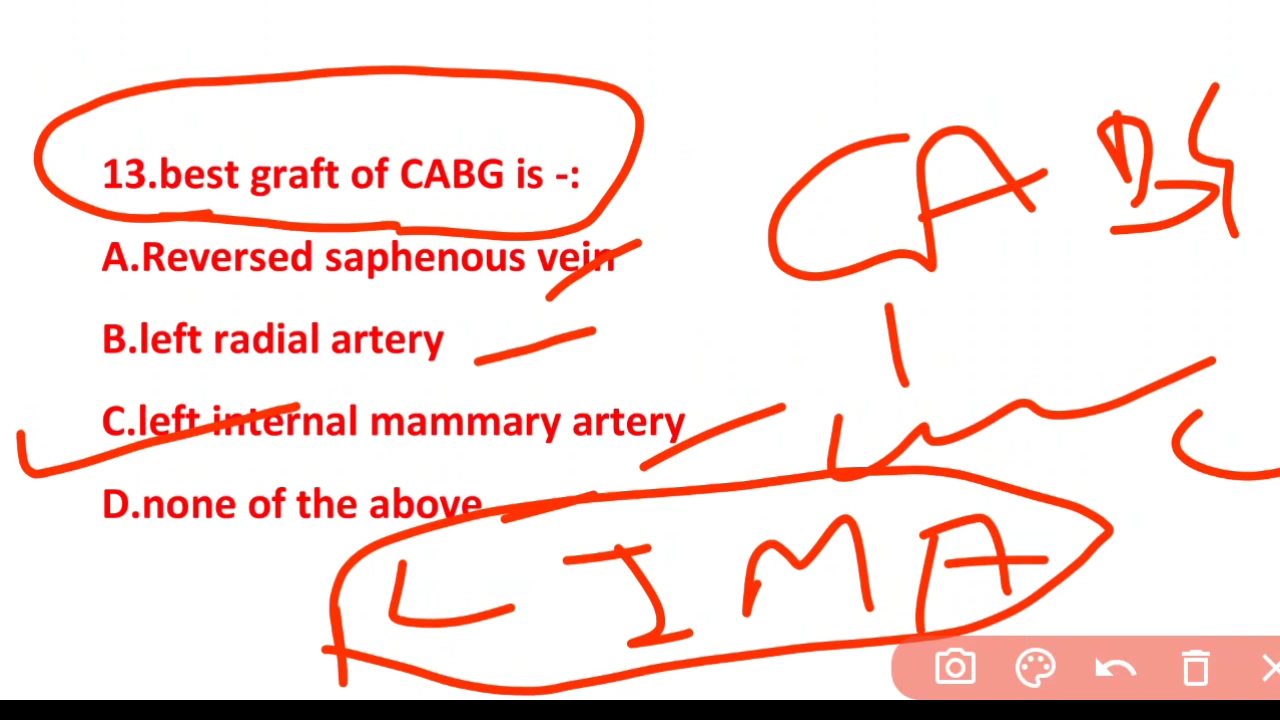 13.best graft of CABG is -:
A.Reversed saphenous vein
B.left radial artery
C.left internal mammary artery
D.none of the above
CABG
LIMA